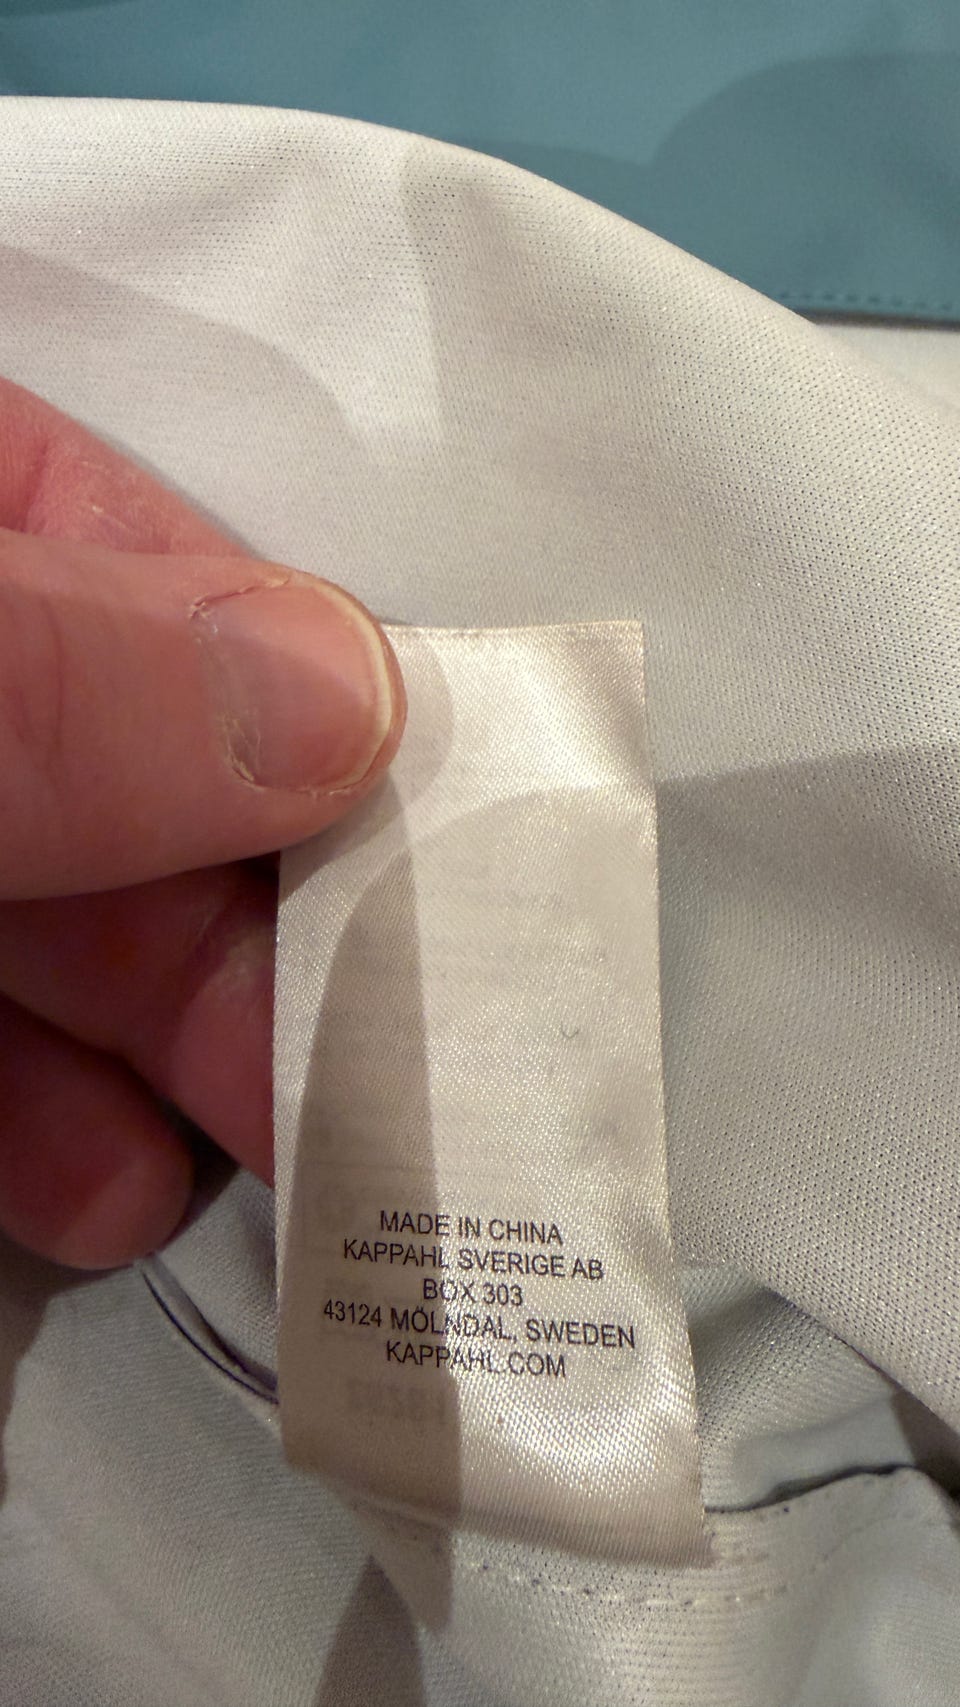 MADE IN CHINA
KAPPAHL SVERIGE AB
BOX 303
43124 MÖLNDAL, SWEDEN
KAPPAHL.COM